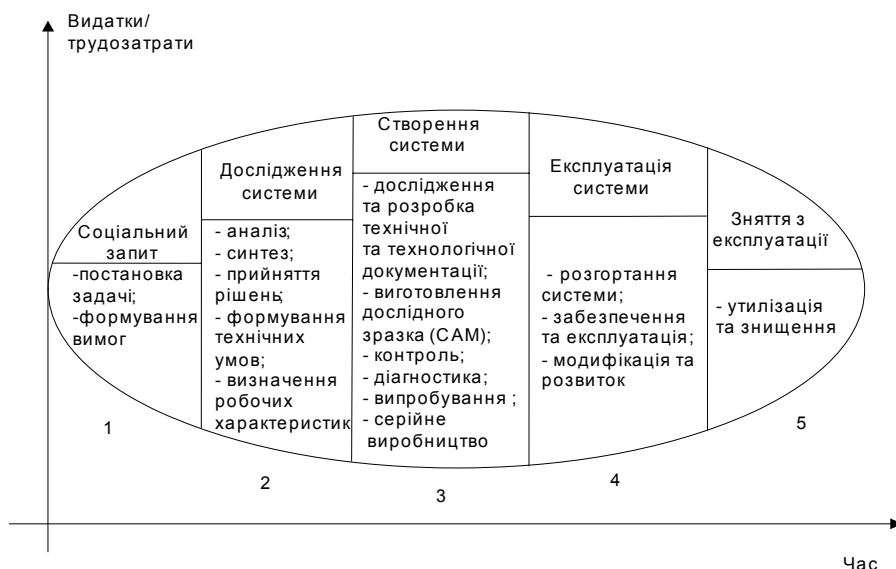 Видатки/
трудозатрати
Соціальний
запит
-постановка
задачі;
-формування
вимог
1
Дослідження
системи
- аналіз;
- синтез;
- прийняття
рішень;
- формування
технічних
умов;
- визначення
робочих
характеристик
2
Створення
системи
- дослідження
та розробка
технічної
та технологічної
документації;
- виготовлення
дослідного
зразка (САМ);
- контроль;
- діагностика;
- випробування ;
- серійне
виробництво
3
Експлуатація
системи
- розгортання
системи;
- забезпечення
та експлуатація;
- модифікація та
розвиток
4
Зняття з
експлуатації
- утилізація
та знищення
5
Час